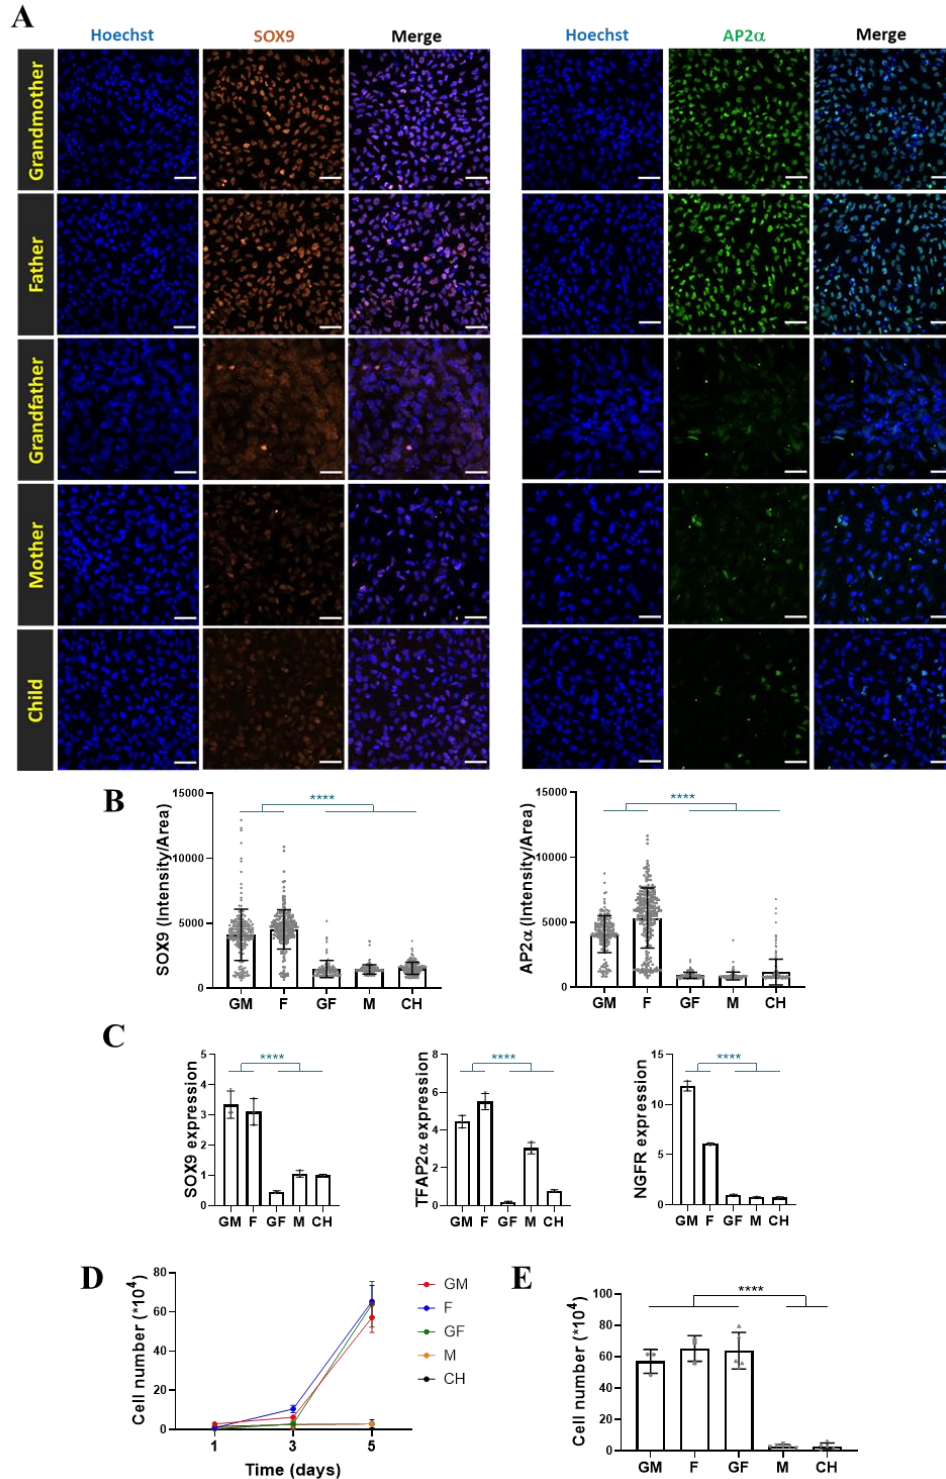 A
Hoechst SOX9 Merge Hoechst AP2α Merge
Grandmother
Father
Grandfather
Mother
Child
B
SOX9 (Intensity/Area)
15000
10000
5000
0
****
GM F GF M CH
AP2α (Intensity/Area)
15000
10000
5000
0
****
GM F GF M CH
C
SOX9 expression
5
4
3
2
1
0
****
GM F GF M CH
TFAP2α expression
8
6
4
2
0
****
GM F GF M CH
NGFR expression
15
10
5
0
****
GM F GF M CH
D
Cell number (*10⁴)
80
60
40
20
0
1 3 5
Time (days)
GM
F
GF
M
CH
E
Cell number (*10⁴)
100
80
60
40
20
0
****
GM F GF M CH